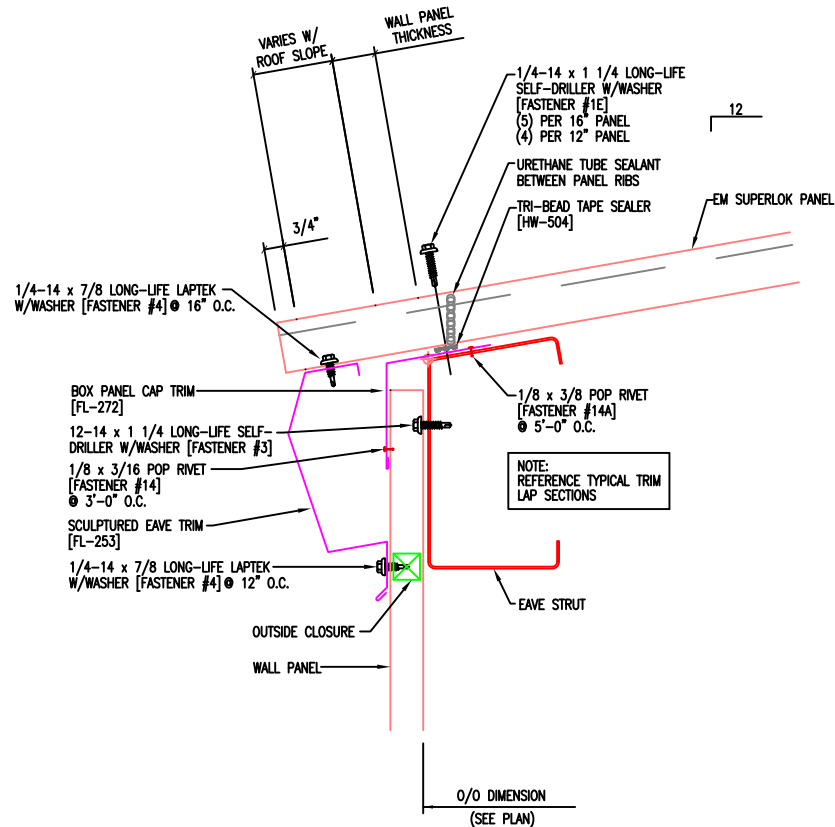 VARIES W/
ROOF SLOPE
WALL PANEL
THICKNESS
1/4-14 x 1 1/4 LONG-LIFE
SELF-DRILLER W/WASHER
[FASTENER #1E]
(5) PER 16" PANEL
(4) PER 12" PANEL
12
URETHANE TUBE SEALANT
BETWEEN PANEL RIBS
TRI-BEAD TAPE SEALER
[HW-504]
EM SUPERLOK PANEL
3/4"
1/4-14 x 7/8 LONG-LIFE LAPTEK
W/WASHER [FASTENER #4] @ 16" O.C.
BOX PANEL CAP TRIM
[FL-272]
12-14 x 1 1/4 LONG-LIFE SELF-
DRILLER W/WASHER [FASTENER #3]
1/8 x 3/16 POP RIVET
[FASTENER #14]
@ 3'-0" O.C.
SCULPTURED EAVE TRIM
[FL-253]
1/4-14 x 7/8 LONG-LIFE LAPTEK
W/WASHER [FASTENER #4] @ 12" O.C.
1/8 x 3/8 POP RIVET
[FASTENER #14A]
@ 5'-0" O.C.
NOTE:
REFERENCE TYPICAL TRIM
LAP SECTIONS
EAVE STRUT
OUTSIDE CLOSURE
WALL PANEL
O/O DIMENSION
(SEE PLAN)